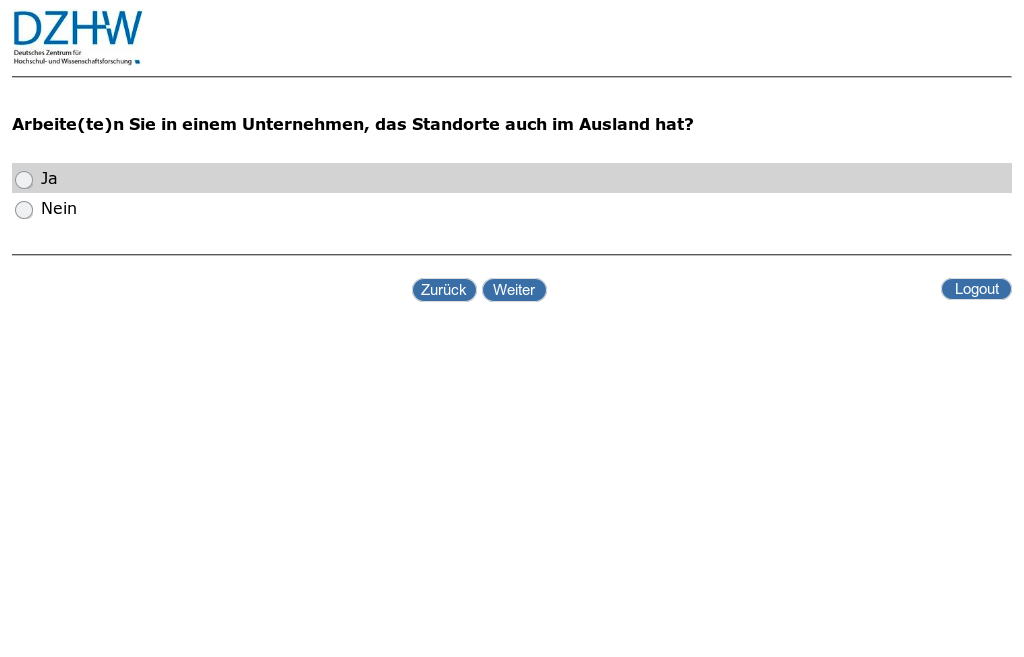 DZHW
Deutsches Zentrum für
Hochschul- und Wissenschaftsforschung
Arbeite(te)n Sie in einem Unternehmen, das Standorte auch im Ausland hat?
Ja
Nein
Zurück Weiter Logout